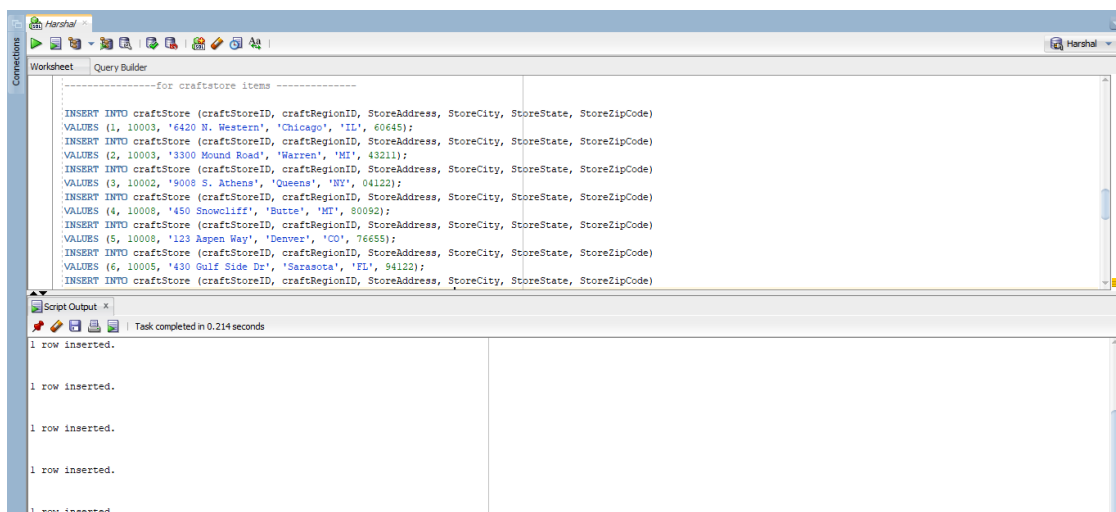 Harshal
Connections
Harshal
Worksheet Query Builder
----------------for craftstore items --------------
INSERT INTO craftStore (craftStoreID, craftRegionID, StoreAddress, StoreCity, StoreState, StoreZipCode)
VALUES (1, 10003, '6420 N. Western', 'Chicago', 'IL', 60645);
INSERT INTO craftStore (craftStoreID, craftRegionID, StoreAddress, StoreCity, StoreState, StoreZipCode)
VALUES (2, 10003, '3300 Mound Road', 'Warren', 'MI', 43211);
INSERT INTO craftStore (craftStoreID, craftRegionID, StoreAddress, StoreCity, StoreState, StoreZipCode)
VALUES (3, 10002, '9008 S. Athens', 'Queens', 'NY', 04122);
INSERT INTO craftStore (craftStoreID, craftRegionID, StoreAddress, StoreCity, StoreState, StoreZipCode)
VALUES (4, 10008, '450 Snowcliff', 'Butte', 'MT', 80092);
INSERT INTO craftStore (craftStoreID, craftRegionID, StoreAddress, StoreCity, StoreState, StoreZipCode)
VALUES (5, 10008, '123 Aspen Way', 'Denver', 'CO', 76655);
INSERT INTO craftStore (craftStoreID, craftRegionID, StoreAddress, StoreCity, StoreState, StoreZipCode)
VALUES (6, 10005, '430 Gulf Side Dr', 'Sarasota', 'FL', 94122);
INSERT INTO craftStore (craftStoreID, craftRegionID, StoreAddress, StoreCity, StoreState, StoreZipCode)
Script Output x
Task completed in 0.214 seconds
1 row inserted.
1 row inserted.
1 row inserted.
1 row inserted.
1 row inserted.